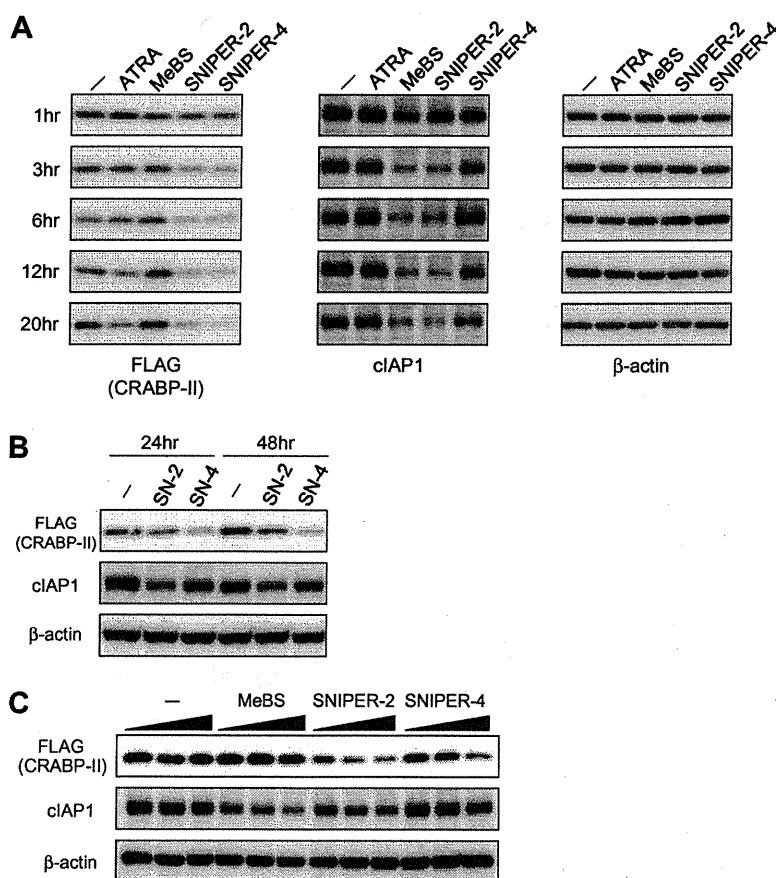 A
— ATRA MeBS SNIPER-2 SNIPER-4
— ATRA MeBS SNIPER-2 SNIPER-4
— ATRA MeBS SNIPER-2 SNIPER-4
1hr
3hr
6hr
12hr
20hr
FLAG
(CRABP-II)
cIAP1
β-actin
B
24hr 48hr
— SN-2 SN-4 — SN-2 SN-4
FLAG
(CRABP-II)
cIAP1
β-actin
C
— MeBS SNIPER-2 SNIPER-4
FLAG
(CRABP-II)
cIAP1
β-actin